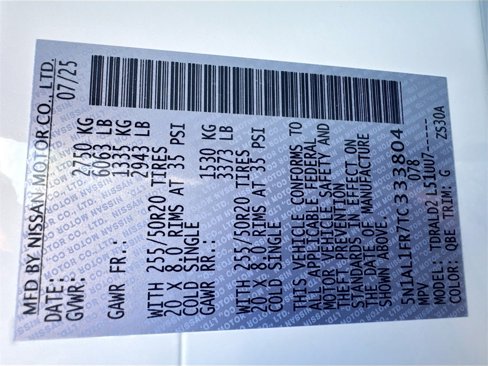 MFD BY NISSAN MOTOR CO., LTD.
DATE: 07/25
GVWR: 2750 KG
6063 LB
GAWR FR.: 1335 KG
2943 LB
WITH 255/50R20 TIRES
20 X 8.0 RIMS AT 35 PSI
COLD SINGLE
GAWR RR.: 1530 KG
3373 LB
WITH 255/50R20 TIRES
20 X 8.0 RIMS AT 35 PSI
COLD SINGLE
THIS VEHICLE CONFORMS TO
ALL APPLICABLE FEDERAL
MOTOR VEHICLE SAFETY AND
THEFT PREVENTION
STANDARDS IN EFFECT ON
THE DATE OF MANUFACTURE
SHOWN ABOVE.
5N1AL1ER7TC333804
MPV 078
MODEL: TDRALD2L51UU7-----
COLOR: QBE TRIM: G ZS30A